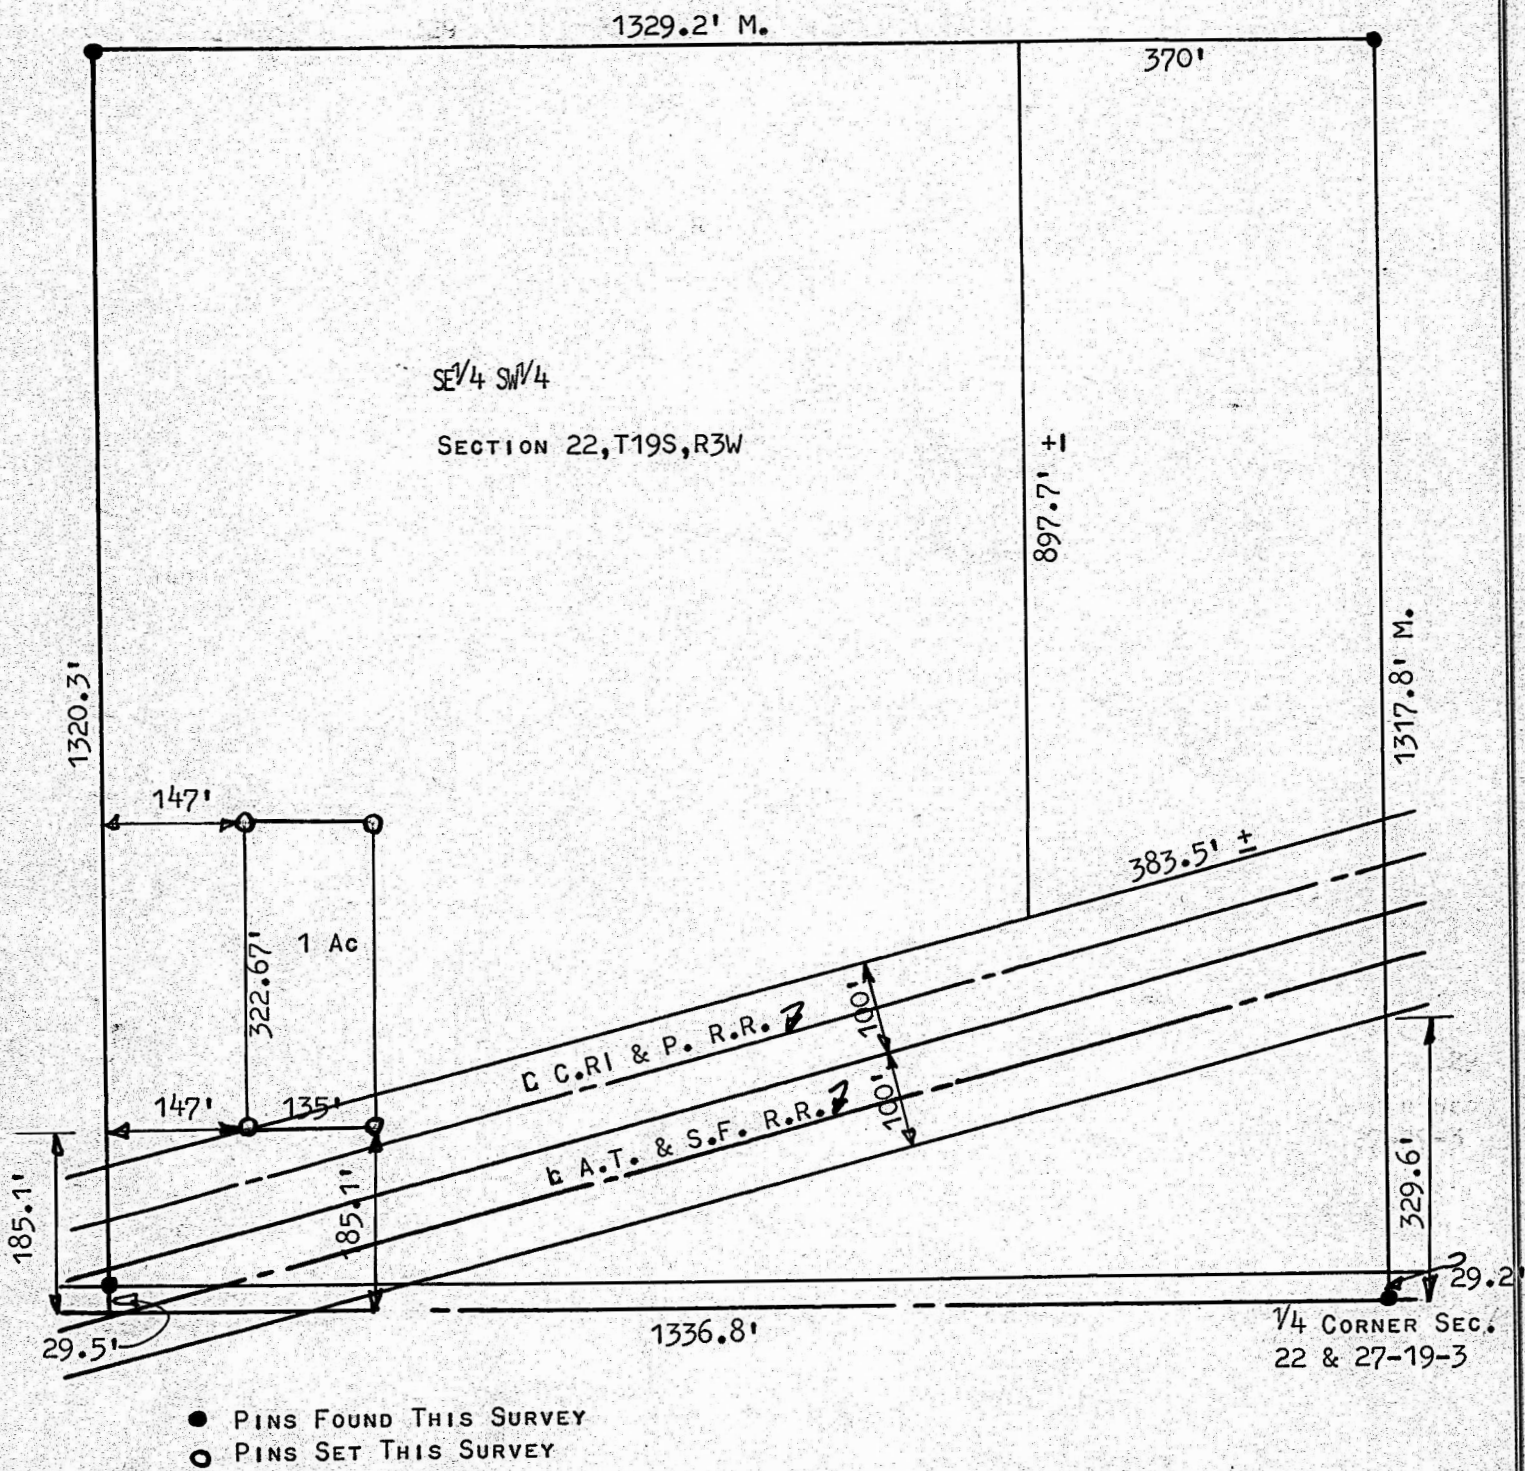 1329.2' M.
370'
SE1/4 SW1/4
SECTION 22,T19S,R3W
897.7' ±
1320.3'
1317.8' M.
147'
383.5' ±
322.67'
1 Ac
100'
C.RI & P. R.R.
147'
135'
100'
A.T. & S.F. R.R.
185.1'
185.1'
329.6'
29.2'
29.5'
1336.8'
1/4 CORNER SEC.
22 & 27-19-3
PINS FOUND THIS SURVEY
PINS SET THIS SURVEY